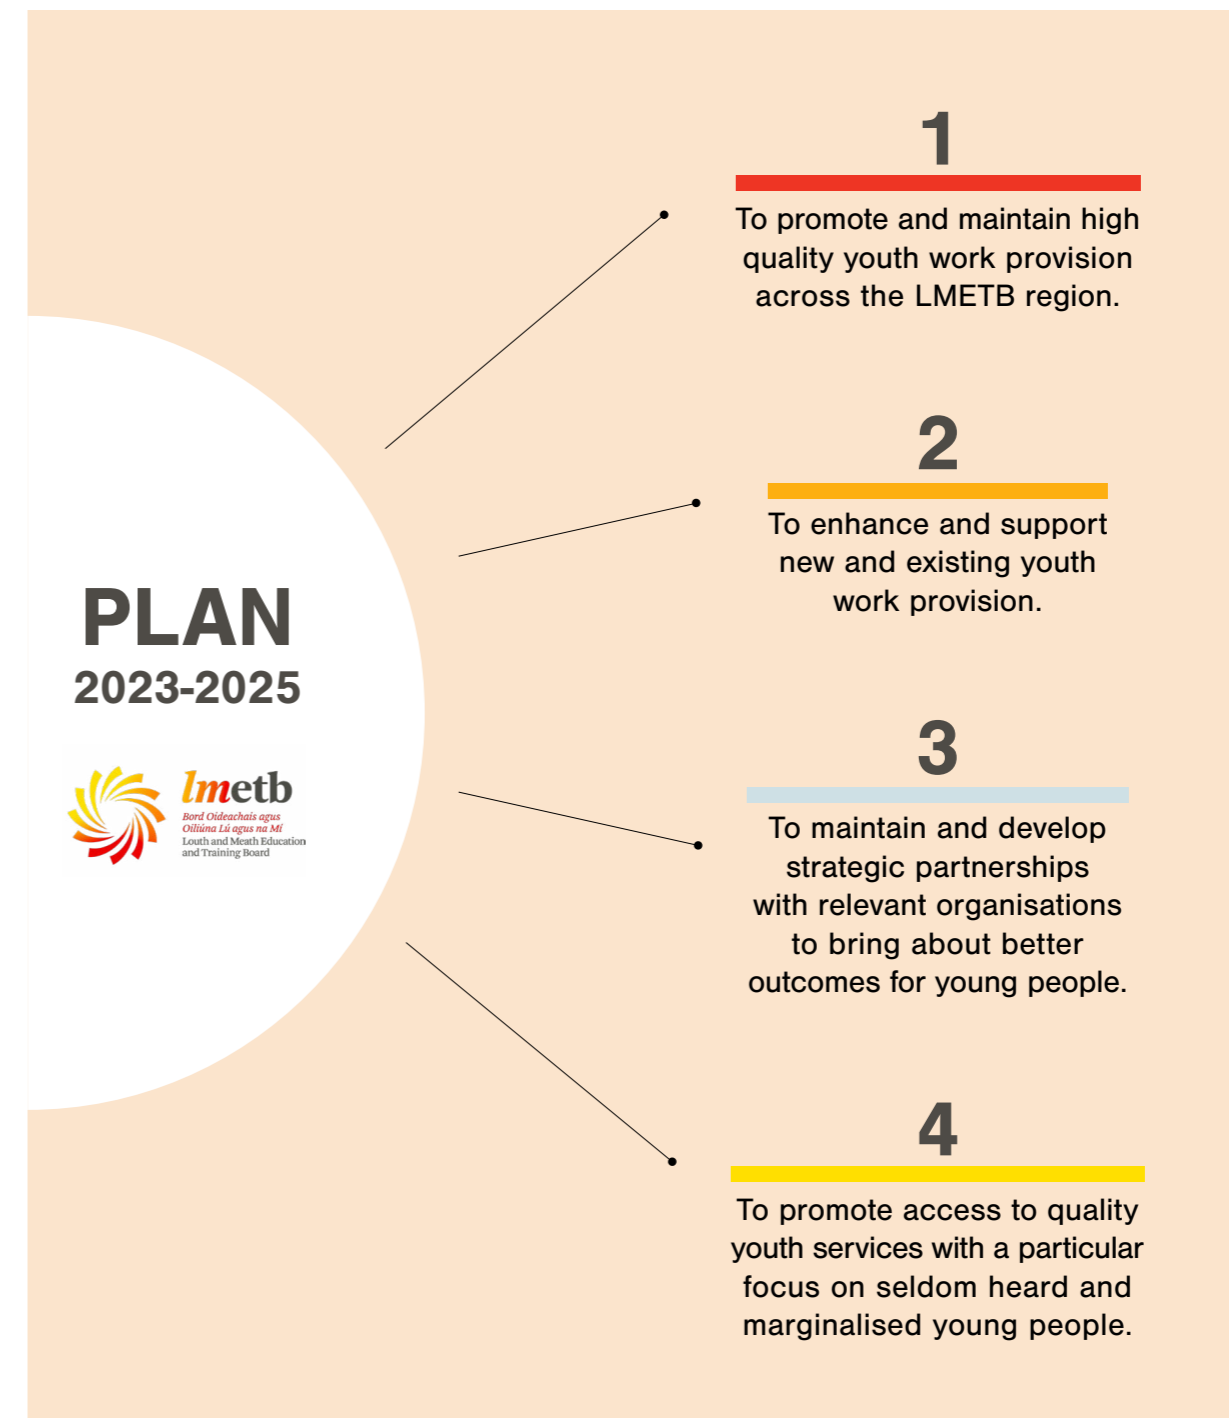 PLAN
2023-2025
lmetb
Bord Oideachais agus
Oiliúna Lú agus na Mí
Louth and Meath Education
and Training Board
1
To promote and maintain high
quality youth work provision
across the LMETB region.
2
To enhance and support
new and existing youth
work provision.
3
To maintain and develop
strategic partnerships
with relevant organisations
to bring about better
outcomes for young people.
4
To promote access to quality
youth services with a particular
focus on seldom heard and
marginalised young people.